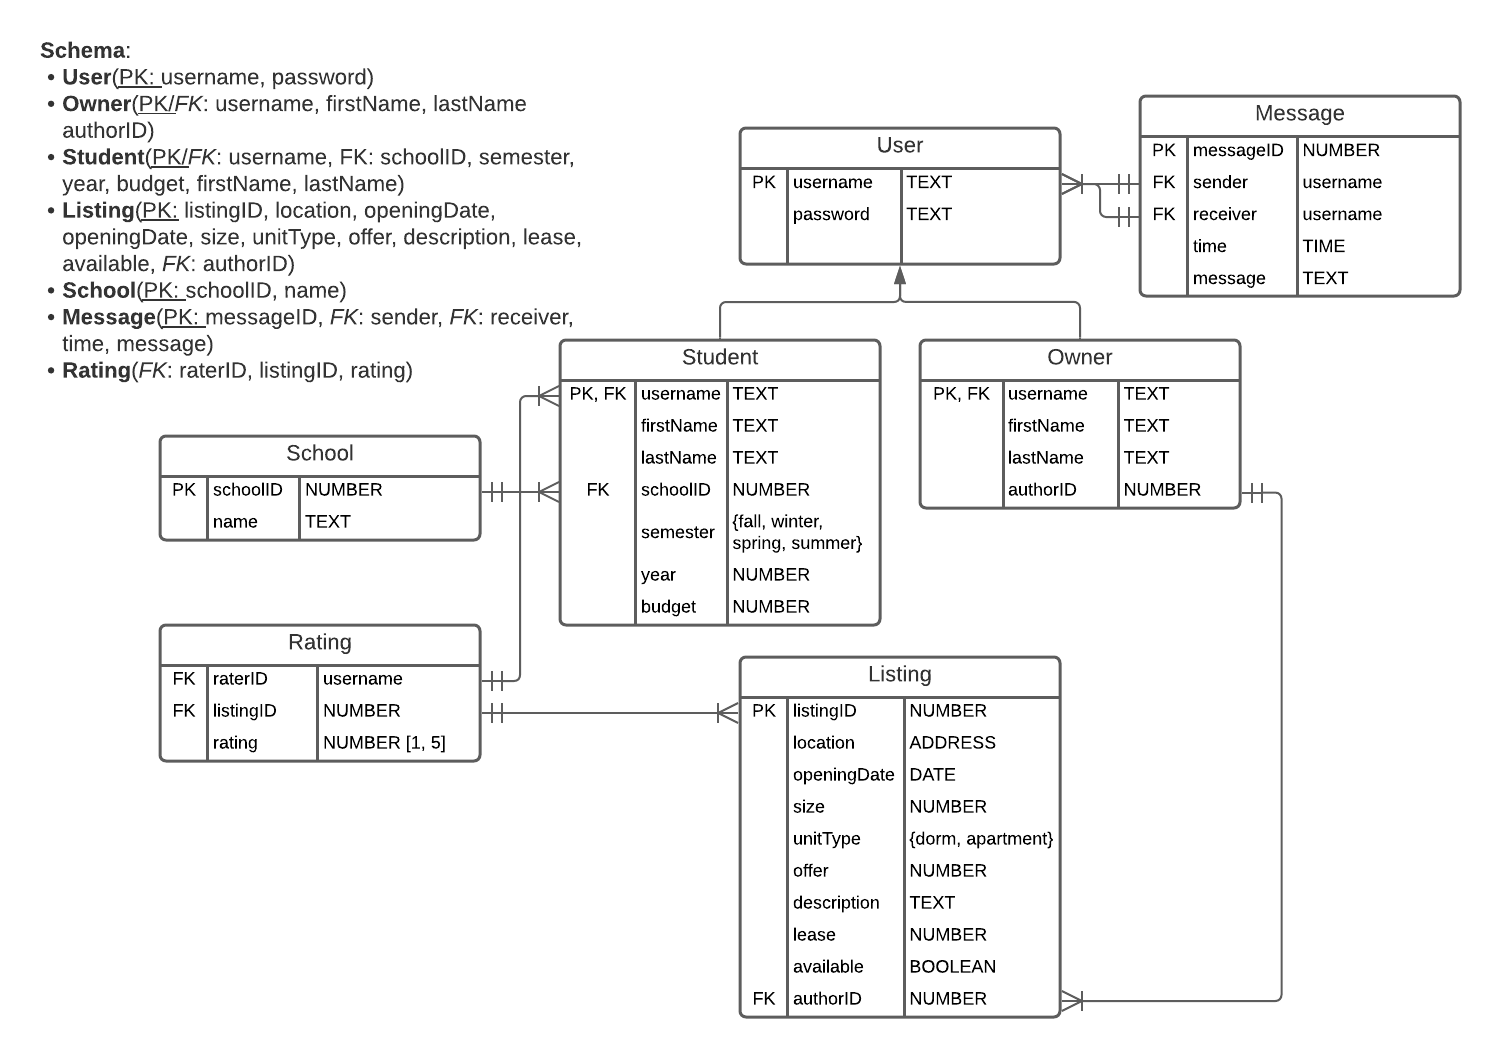 Schema:
• User(PK: username, password)
• Owner(PK/FK: username, firstName, lastName
authorID)
• Student(PK/FK: username, FK: schoolID, semester,
year, budget, firstName, lastName)
• Listing(PK: listingID, location, openingDate,
openingDate, size, unitType, offer, description, lease,
available, FK: authorID)
• School(PK: schoolID, name)
• Message(PK: messageID, FK: sender, FK: receiver,
time, message)
• Rating(FK: raterID, listingID, rating)
User
PK username TEXT
password TEXT
Message
PK messageID NUMBER
FK sender username
FK receiver username
time TIME
message TEXT
Student
PK, FK username TEXT
firstName TEXT
lastName TEXT
FK schoolID NUMBER
semester {fall, winter,
spring, summer}
year NUMBER
budget NUMBER
Owner
PK, FK username TEXT
firstName TEXT
lastName TEXT
authorID NUMBER
School
PK schoolID NUMBER
name TEXT
Rating
FK raterID username
FK listingID NUMBER
rating NUMBER [1, 5]
Listing
PK listingID NUMBER
location ADDRESS
openingDate DATE
size NUMBER
unitType {dorm, apartment}
offer NUMBER
description TEXT
lease NUMBER
available BOOLEAN
FK authorID NUMBER